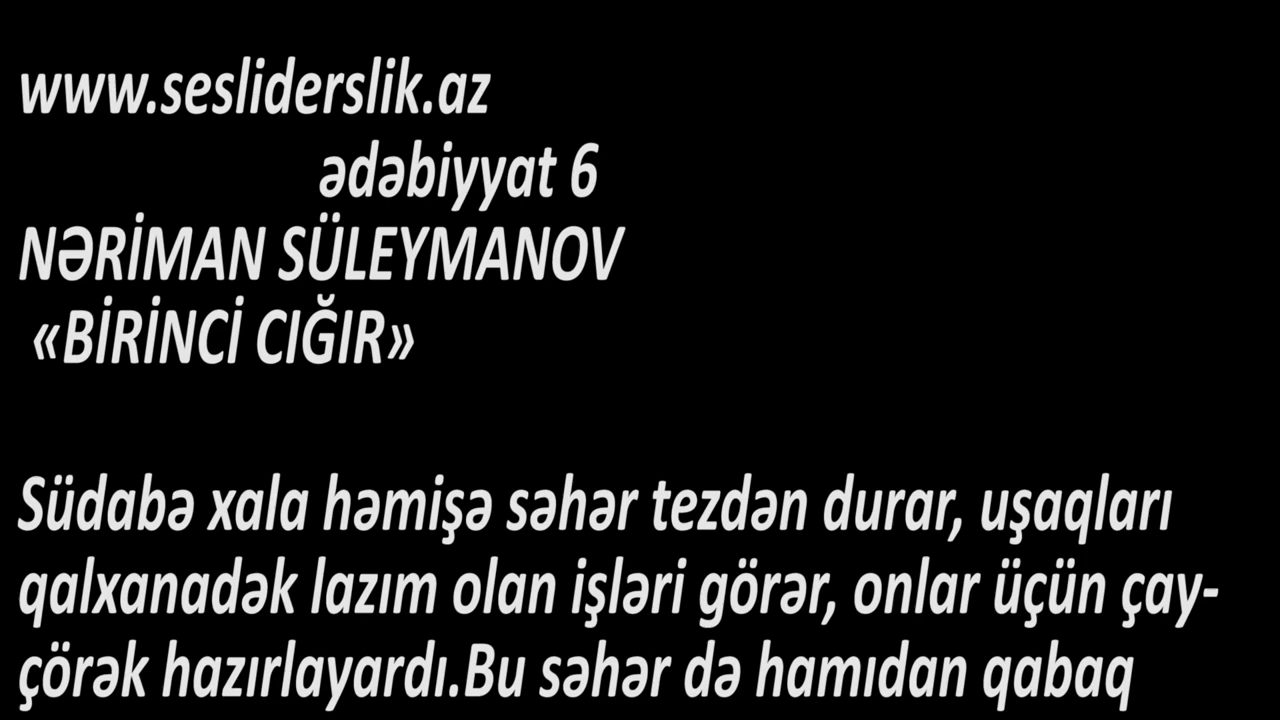 www.sesliderslik.az
ədəbiyyat 6
NƏRİMAN SÜLEYMANOV
«BİRİNCİ CIĞIR»
Südabə xala həmişə səhər tezdən durar, uşaqları
qalxanadək lazım olan işləri görər, onlar üçün çay-
çörək hazırlayardı.Bu səhər də hamıdan qabaq